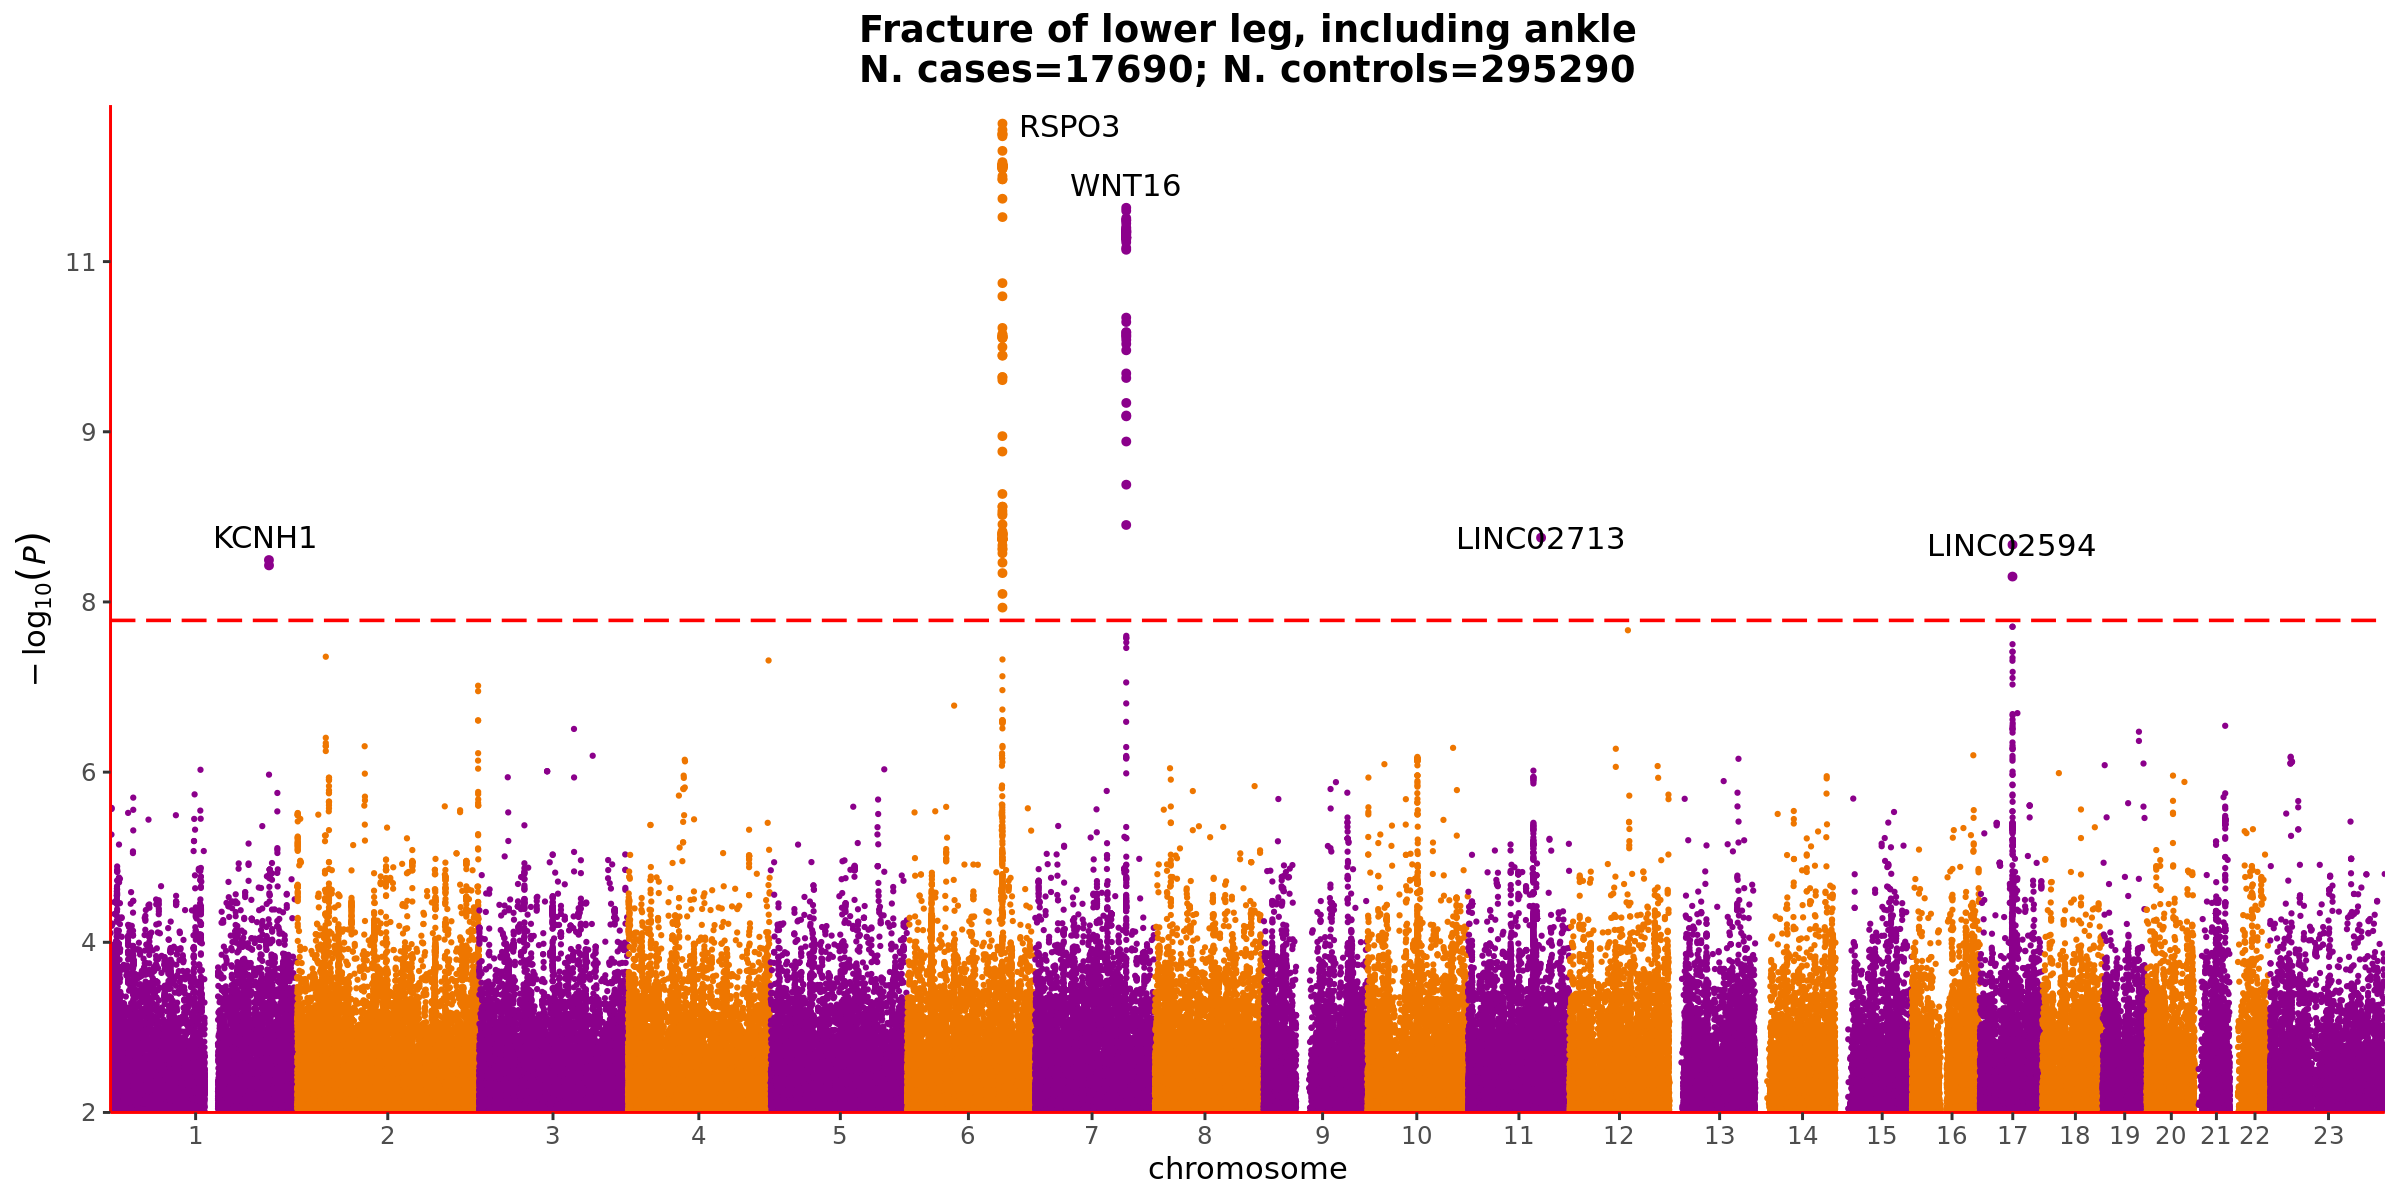 Fracture of lower leg, including ankle
N. cases=17690; N. controls=295290
RSPO3
WNT16
11
9
KCNH1
LINC02713
LINC02594
8
6
4
2
−log₁₀(P)
1 2 3 4 5 6 7 8 9 10 11 12 13 14 15 16 17 18 19 20 21 22 23
chromosome